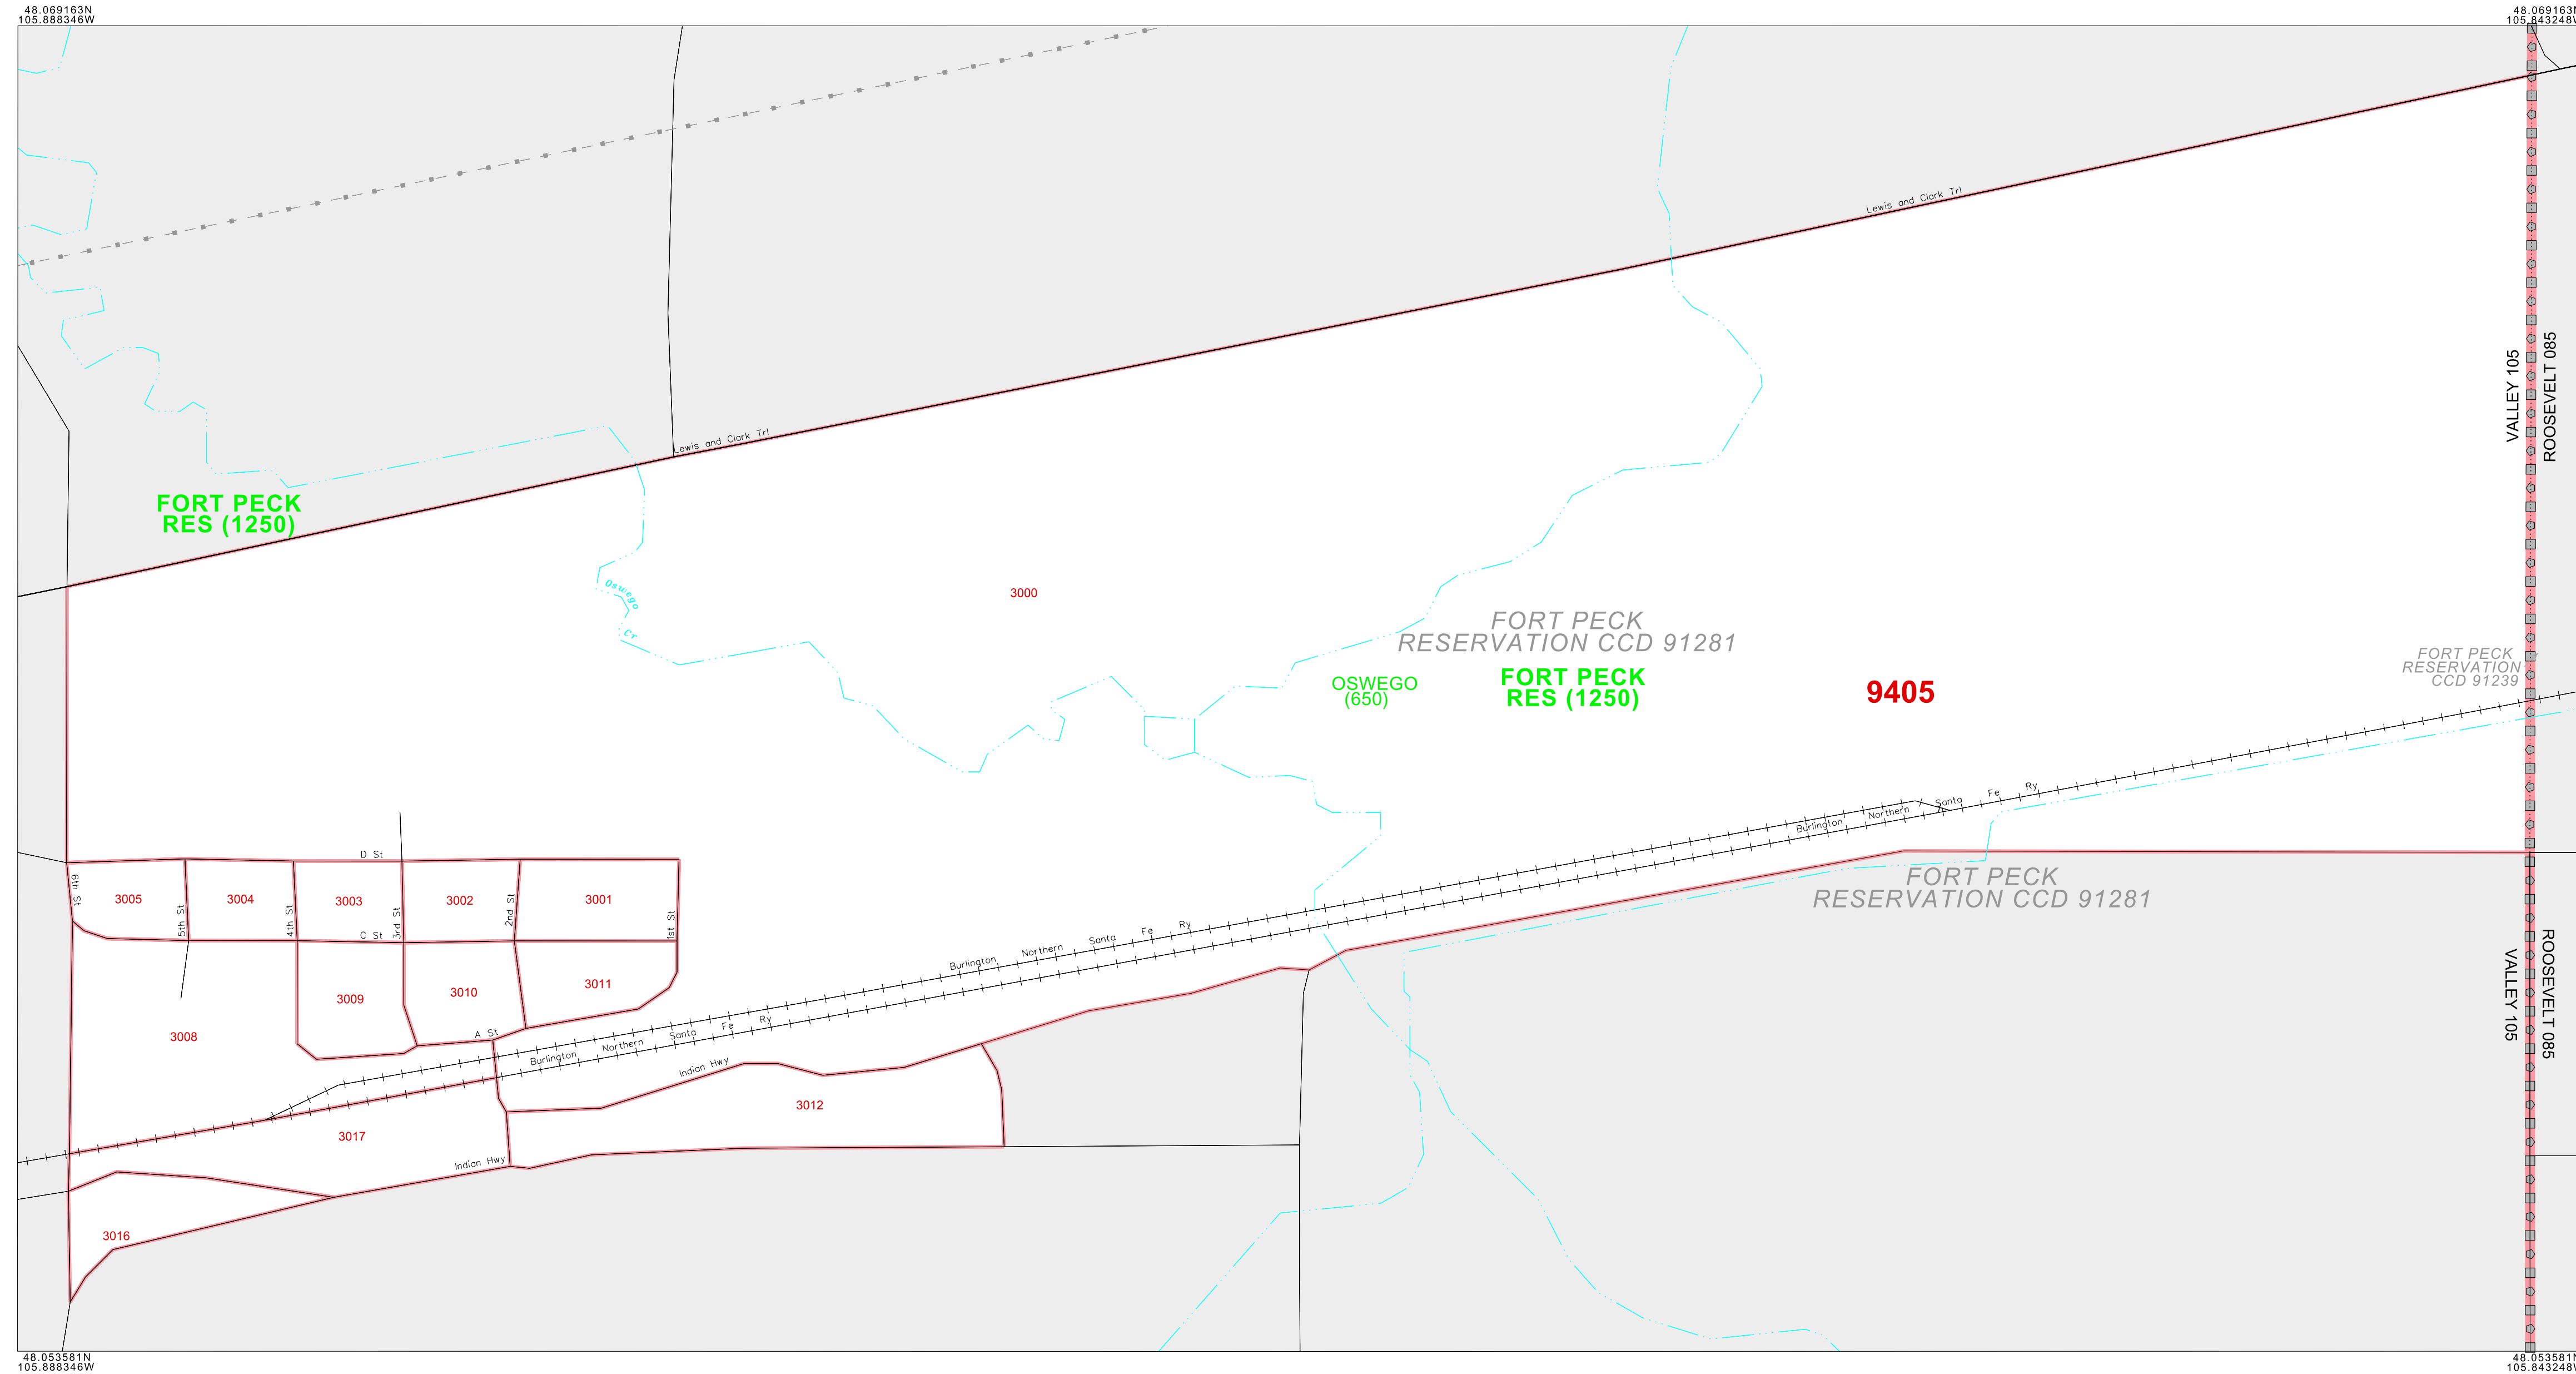 48.069163N
105.888346W
48.069163N
105.843248W
Lewis and Clark Trl
VALLEY 105
ROOSEVELT 085
Lewis and Clark Trl
FORT PECK
RES (1250)
Oswego
Cr
3000
FORT PECK
RESERVATION CCD 91281
OSWEGO
(650)
FORT PECK
RES (1250)
9405
FORT PECK
RESERVATION
CCD 91239
Burlington Northern Santa Fe Ry
D St
6th St
3005
5th St
3004
4th St
3003
3rd St
3002
2nd St
3001
1st St
C St
FORT PECK
RESERVATION CCD 91281
Burlington Northern Santa Fe Ry
VALLEY 105
ROOSEVELT 085
3009
3010
3011
3008
A St
Burlington Northern Santa Fe Ry
Indian Hwy
3012
3017
Indian Hwy
3016
48.053581N
105.888346W
48.053581N
105.843248W